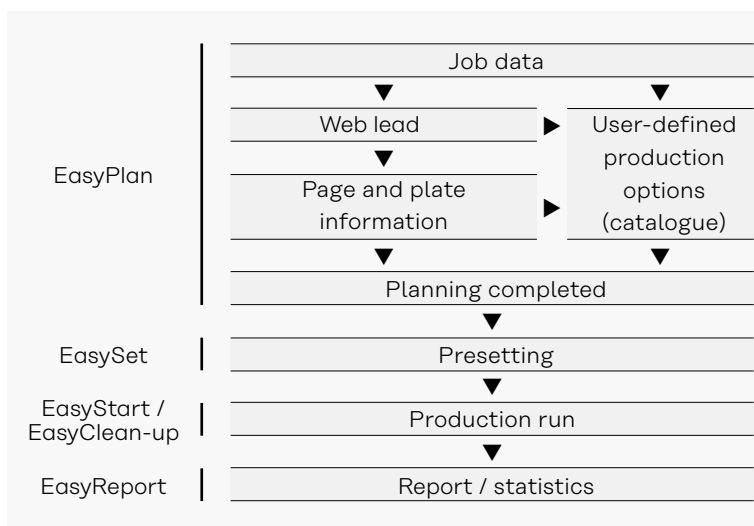 Job data
Web lead
User-defined
production
options
(catalogue)
EasyPlan
Page and plate
information
Planning completed
EasySet
Presetting
EasyStart /
EasyClean-up
Production run
EasyReport
Report / statistics